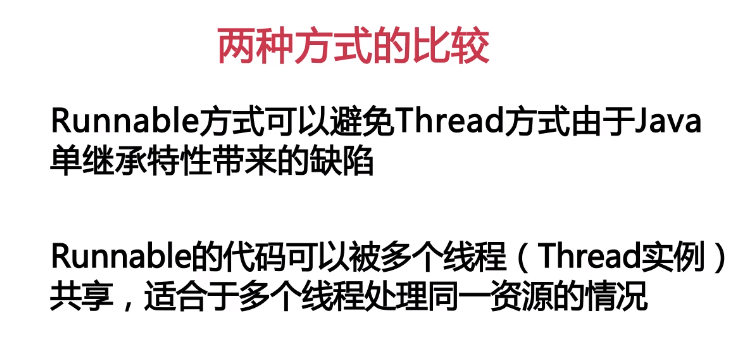 两种方式的比较
Runnable方式可以避免Thread方式由于Java
单继承特性带来的缺陷
Runnable的代码可以被多个线程（Thread实例）
共享，适合于多个线程处理同一资源的情况